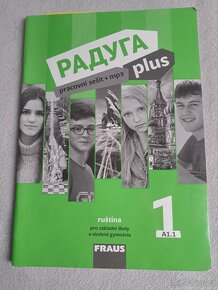 РАДУГА
pracovní sešit + mp3
plus
ruština
pro základní školy
a víceletá gymnázia
1
A1.1
FRAUS